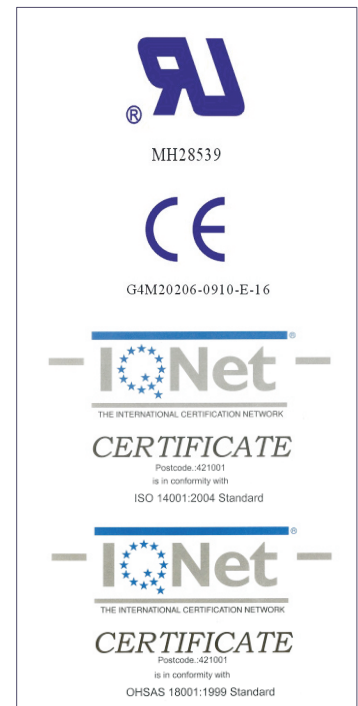 ®
MH28539
CE
G4M20206-0910-E-16
®
IQNet
THE INTERNATIONAL CERTIFICATION NETWORK
CERTIFICATE
Postcode.:421001
is in conformity with
ISO 14001:2004 Standard
®
IQNet
THE INTERNATIONAL CERTIFICATION NETWORK
CERTIFICATE
Postcode.:421001
is in conformity with
OHSAS 18001:1999 Standard